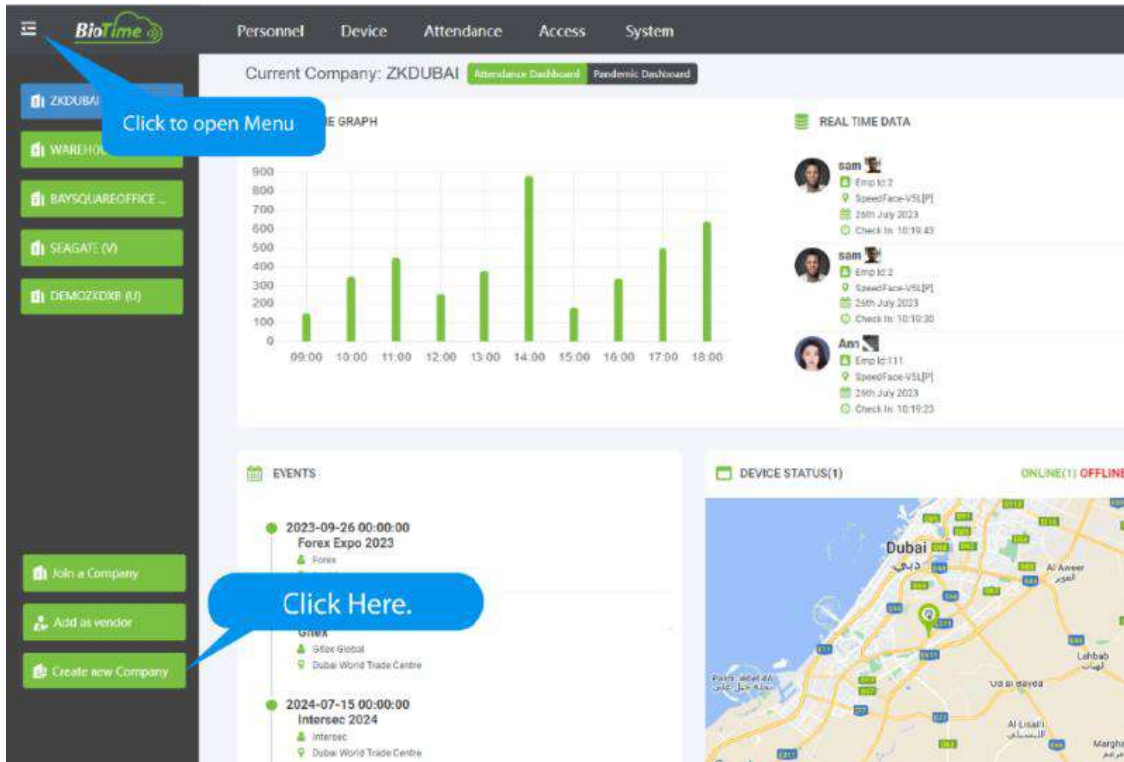 BioTime
Personnel Device Attendance Access System
Current Company: ZKDUBAI Attendance Dashboard Pandemic Dashboard
ZKDUBAI
Click to open Menu
E GRAPH
REAL TIME DATA
BAYSQUAREOFFICE ...
SEAGATE (V)
DEMOZKDXB (U)
900
800
700
600
500
400
300
200
100
0
09:00 10:00 11:00 12:00 13:00 14:00 15:00 16:00 17:00 18:00
sam
Emp Id:2
SpeedFace-V5L[P]
26th July 2023
Check In: 10:19:43
sam
Emp Id:2
SpeedFace-V5L[P]
26th July 2023
Check In: 10:19:30
Ann
Emp Id:111
SpeedFace-V5L[P]
26th July 2023
Check In: 10:19:23
EVENTS
2023-09-26 00:00:00
Forex Expo 2023
Forex
Click Here.
Gitex
Gitex Global
Dubai World Trade Centre
2024-07-15 00:00:00
Intersec 2024
Intersec
Dubai World Trade Centre
Join a Company
Add as vendor
Create new Company
DEVICE STATUS(1) ONLINE(1) OFFLINE
Dubai
دبي
Al Aweer
العوير
Lahbab
لهباب
Al Lisaili
الليسيلي